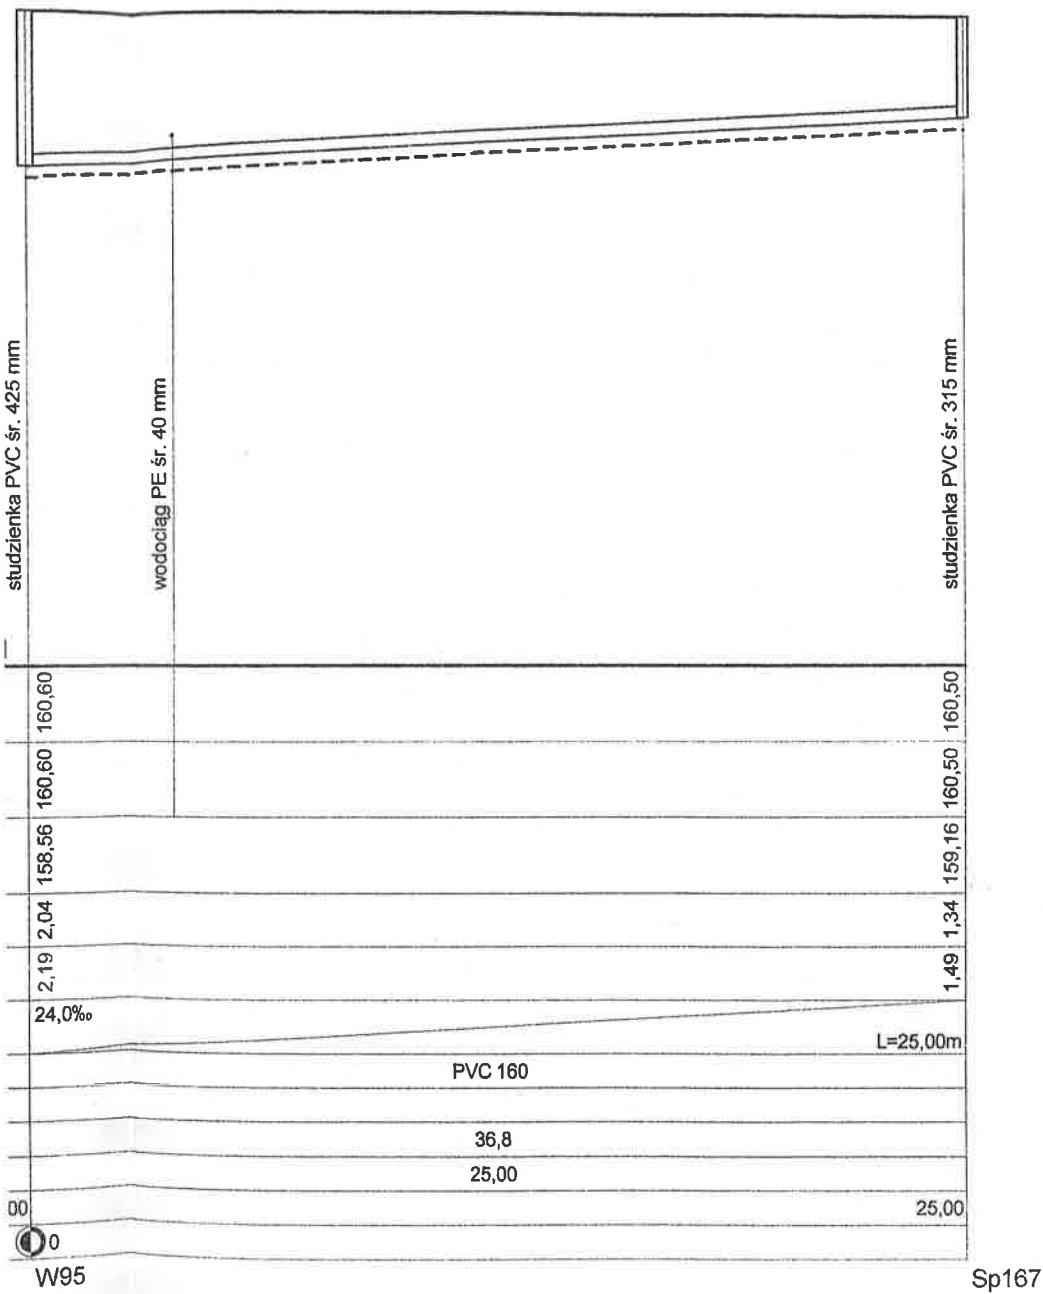 studzienka PVC śr. 425 mm
wodociąg PE śr. 40 mm
studzienka PVC śr. 315 mm
160,60
160,50
160,60
160,50
158,56
159,16
2,04
1,34
2,19
1,49
24,0‰
L=25,00m
PVC 160
36,8
25,00
00
25,00
0
W95
Sp167